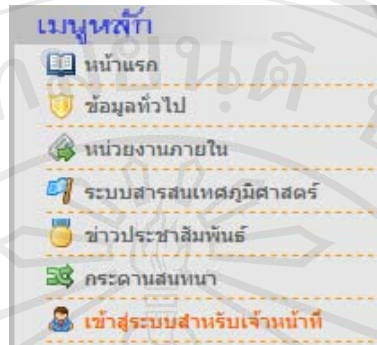 เมนูหลัก
หน้าแรก
ข้อมูลทั่วไป
หน่วยงานภายใน
ระบบสารสนเทศภูมิศาสตร์
ข่าวประชาสัมพันธ์
กระดานสนทนา
เข้าสู่ระบบสำหรับเจ้าหน้าที่